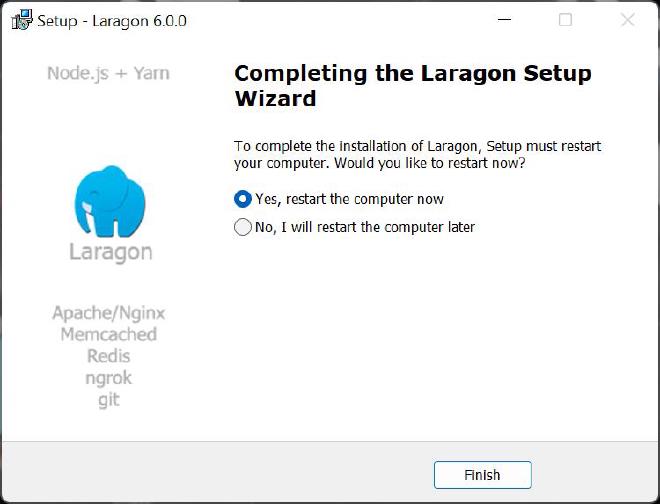 Setup - Laragon 6.0.0
Node.js + Yarn
Laragon
Apache/Nginx
Memcached
Redis
ngrok
git
Completing the Laragon Setup
Wizard
To complete the installation of Laragon, Setup must restart
your computer. Would you like to restart now?
Yes, restart the computer now
No, I will restart the computer later
Finish